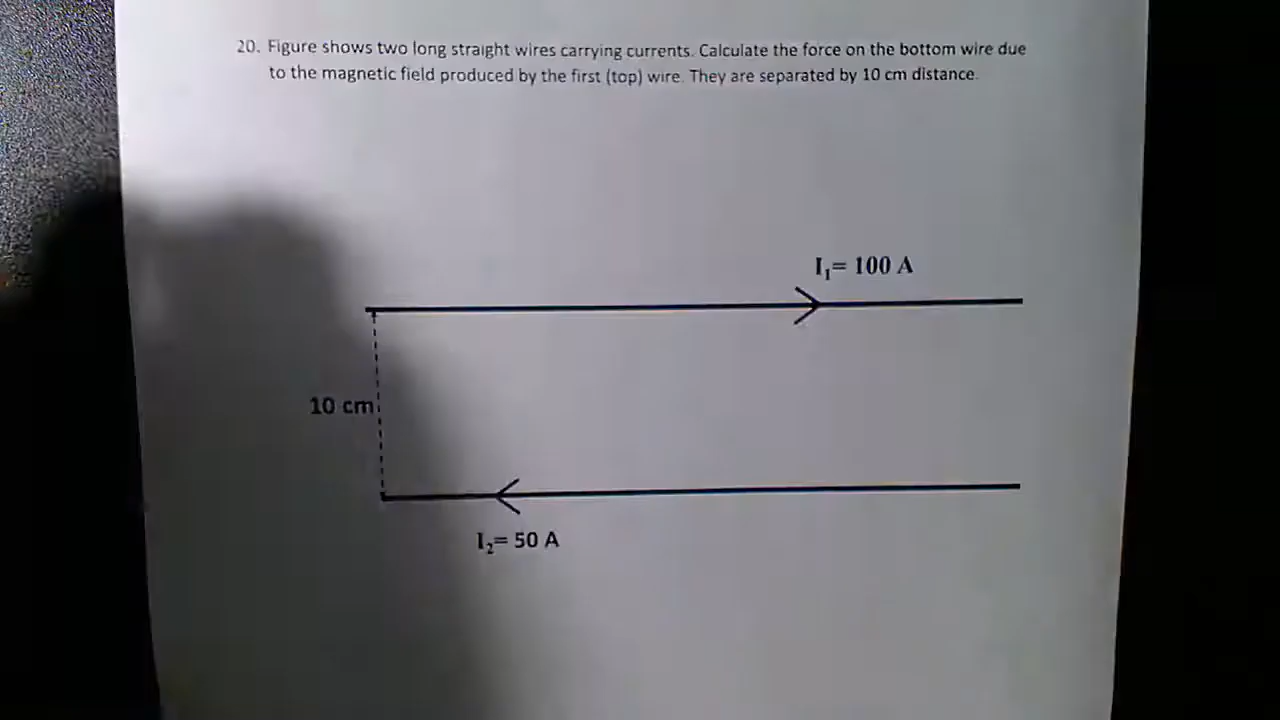 20. Figure shows two long straight wires carrying currents. Calculate the force on the bottom wire due
to the magnetic field produced by the first (top) wire. They are separated by 10 cm distance.
I₁= 100 A
10 cm
I₂= 50 A